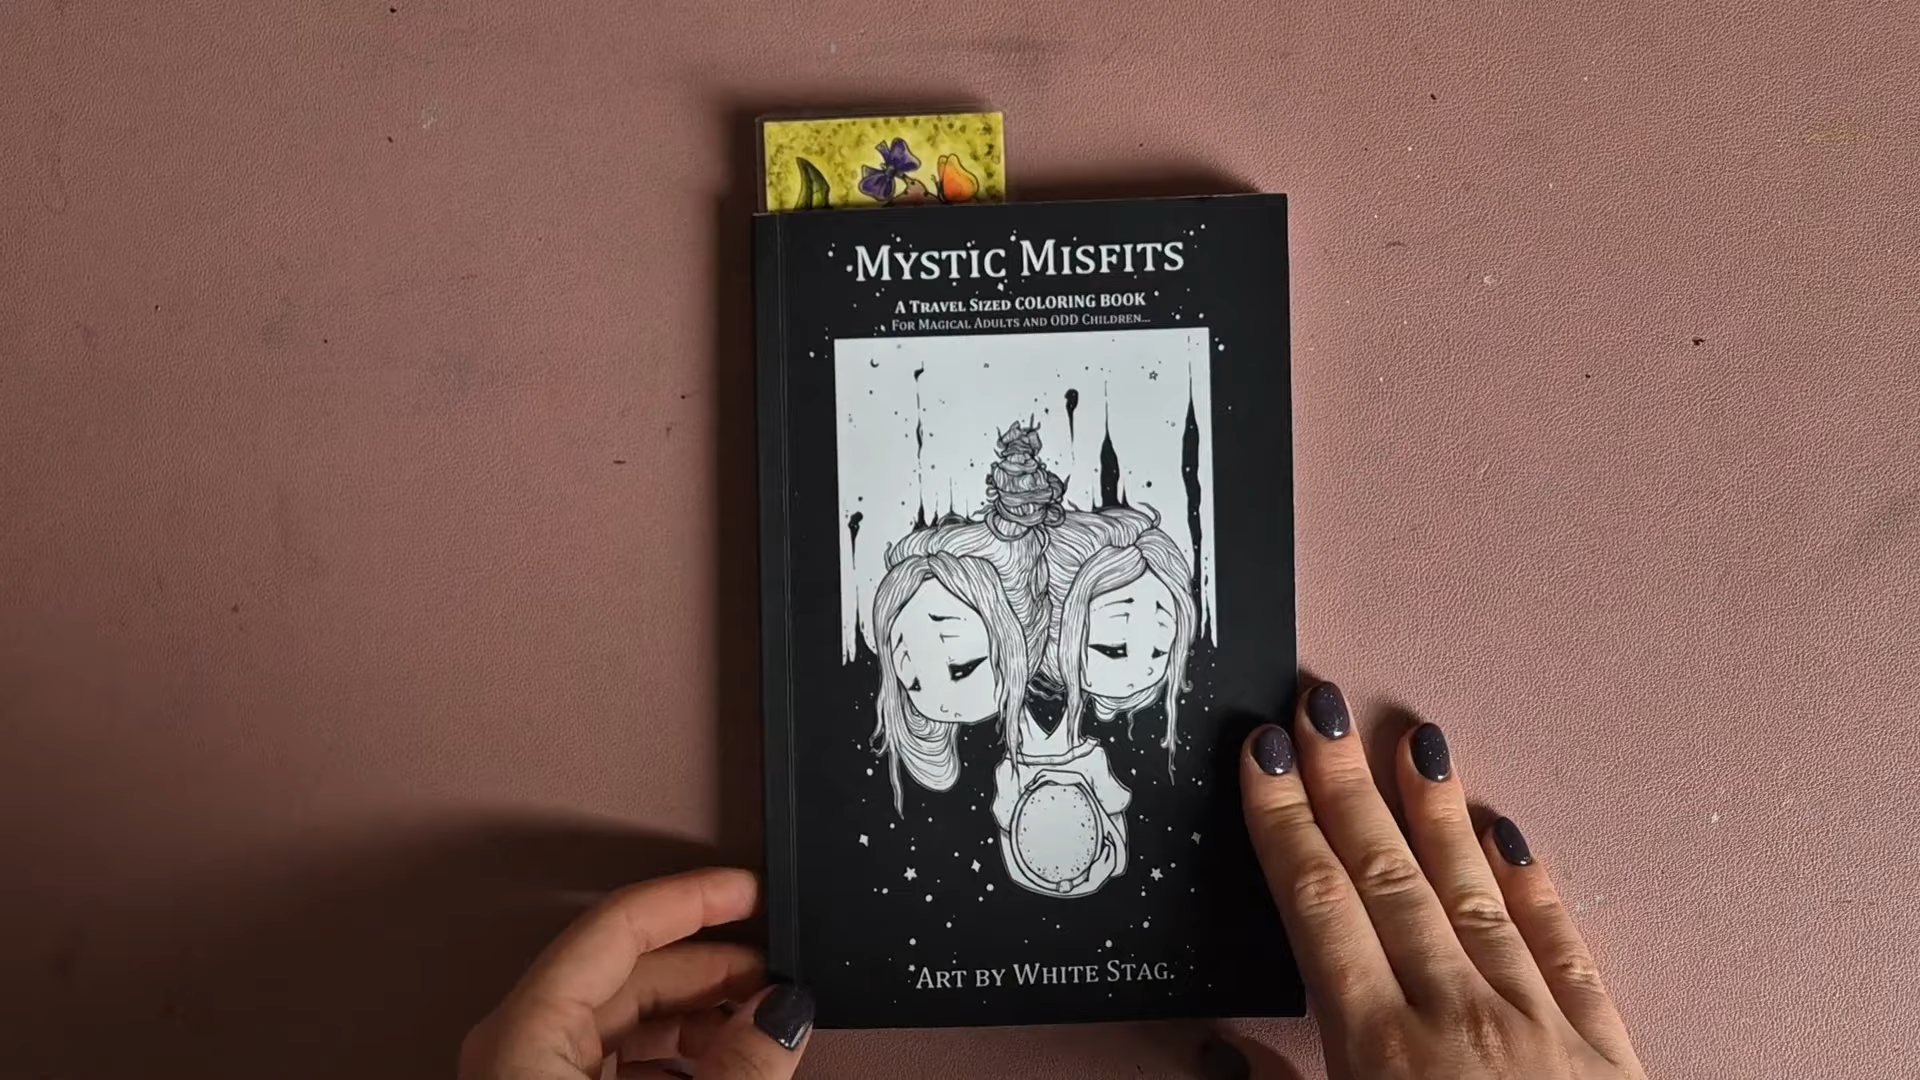 MYSTIC MISFITS
A TRAVEL SIZED COLORING BOOK
FOR MAGICAL ADULTS AND ODD CHILDREN...
ART BY WHITE STAG.